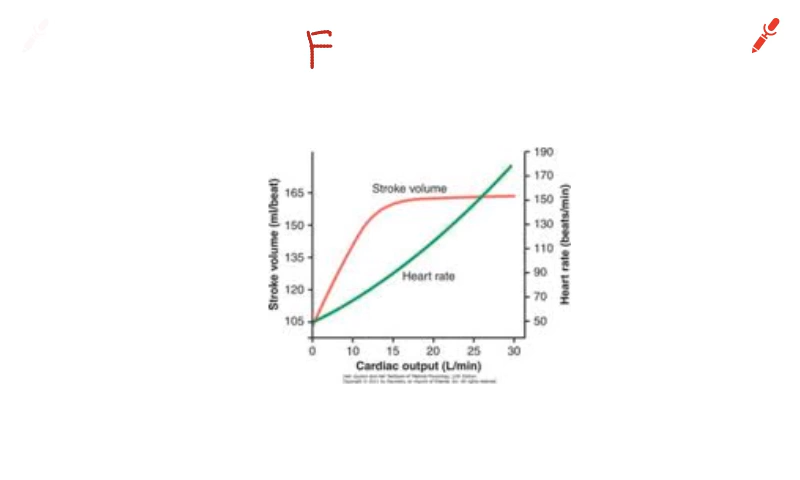 F
190
170
165
Stroke volume
150
150
130
135
110
Heart rate
90
120
70
105
50
Stroke volume (ml/beat)
Heart rate (beats/min)
0 10 15 20 25 30
Cardiac output (L/min)